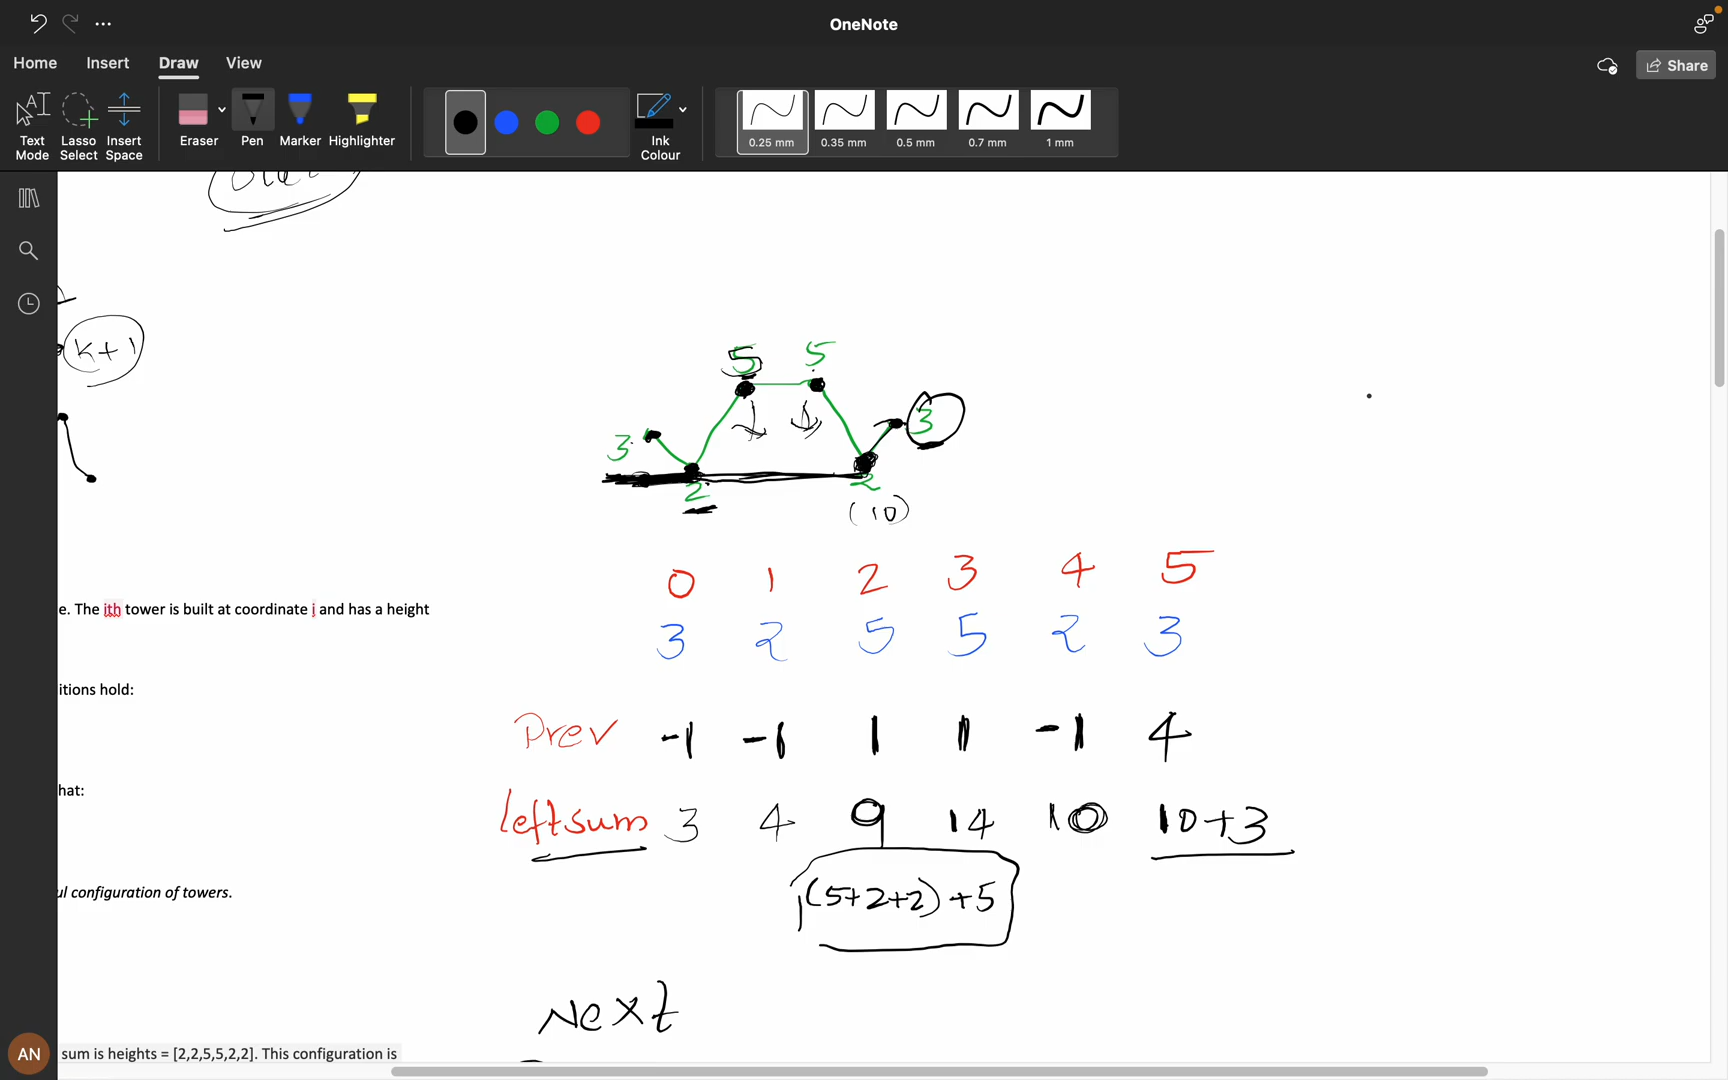 OneNote
Home Insert Draw View
Share
Text Mode
Lasso Select
Insert Space
Eraser
Pen
Marker
Highlighter
Ink Colour
0.25 mm
0.35 mm
0.5 mm
0.7 mm
1 mm
k+1
5 5
3 3
2 2
(10)
0 1 2 3 4 5
3 2 5 5 2 3
e. The ith tower is built at coordinate i and has a height
itions hold:
Prev -1 -1 1 1 -1 4
hat:
leftsum 3 4 9 14 10 10+3
ul configuration of towers.
(5+2+2)+5
Next
AN
sum is heights = [2,2,5,5,2,2]. This configuration is